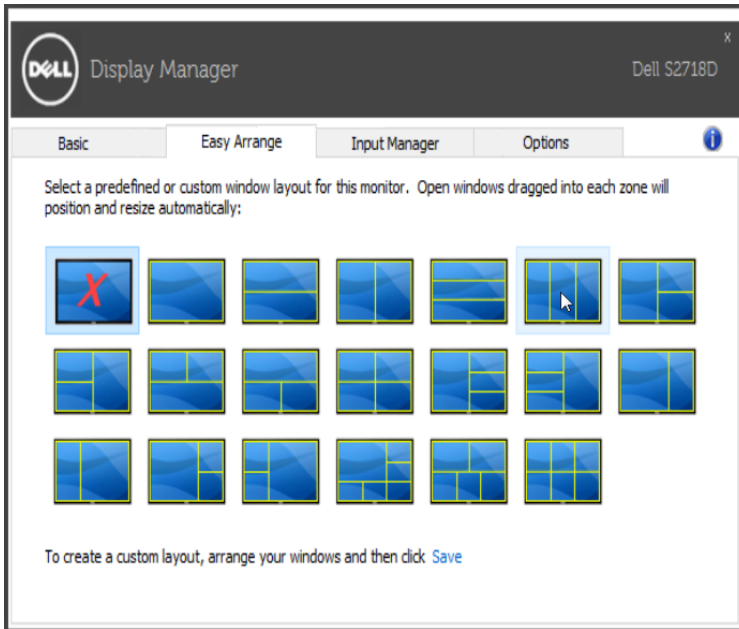 x
DELL Display Manager Dell S2718D
Basic Easy Arrange Input Manager Options i
Select a predefined or custom window layout for this monitor. Open windows dragged into each zone will
position and resize automatically:
X
To create a custom layout, arrange your windows and then click Save